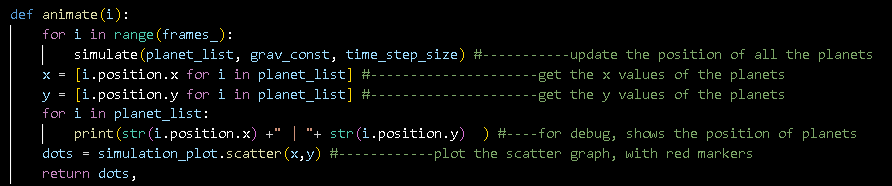 def animate(i):
    for i in range(frames_):
        simulate(planet_list, grav_const, time_step_size) #-----------update the position of all the planets
    x = [i.position.x for i in planet_list] #---------------------get the x values of the planets
    y = [i.position.y for i in planet_list] #---------------------get the y values of the planets
    for i in planet_list:
        print(str(i.position.x) +" | "+ str(i.position.y)  ) #----for debug, shows the position of planets
    dots = simulation_plot.scatter(x,y) #------------plot the scatter graph, with red markers
    return dots,